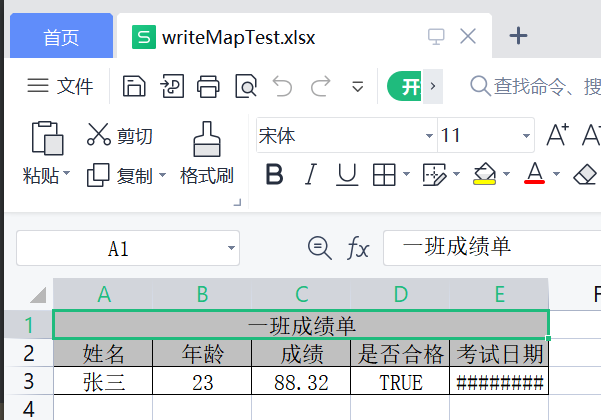 首页
S writeMapTest.xlsx
文件
开
查找命令、搜
粘贴
剪切
复制
格式刷
宋体 11 A+ A
B I U A
A1 fx 一班成绩单
A B C D E F
1 一班成绩单
2 姓名 年龄 成绩 是否合格 考试日期
3 张三 23 88.32 TRUE ########
4